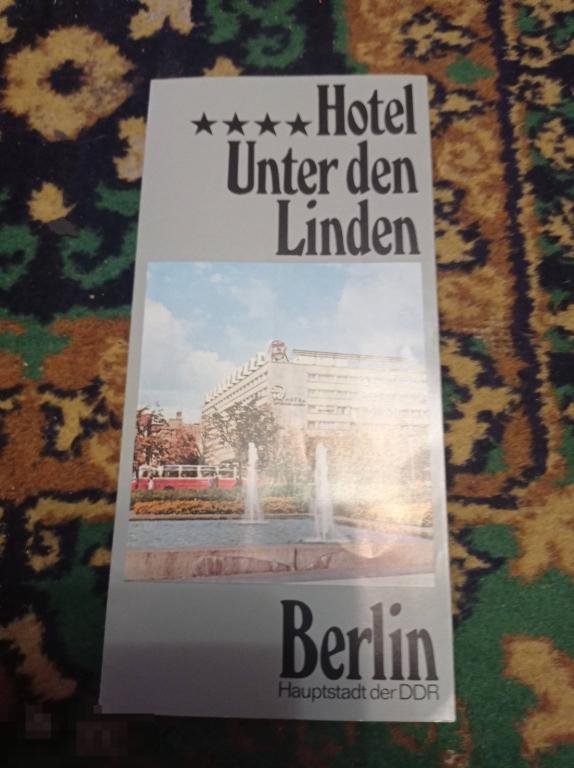 ★★★★Hotel
Unter den
Linden
Berlin
Hauptstadt der DDR